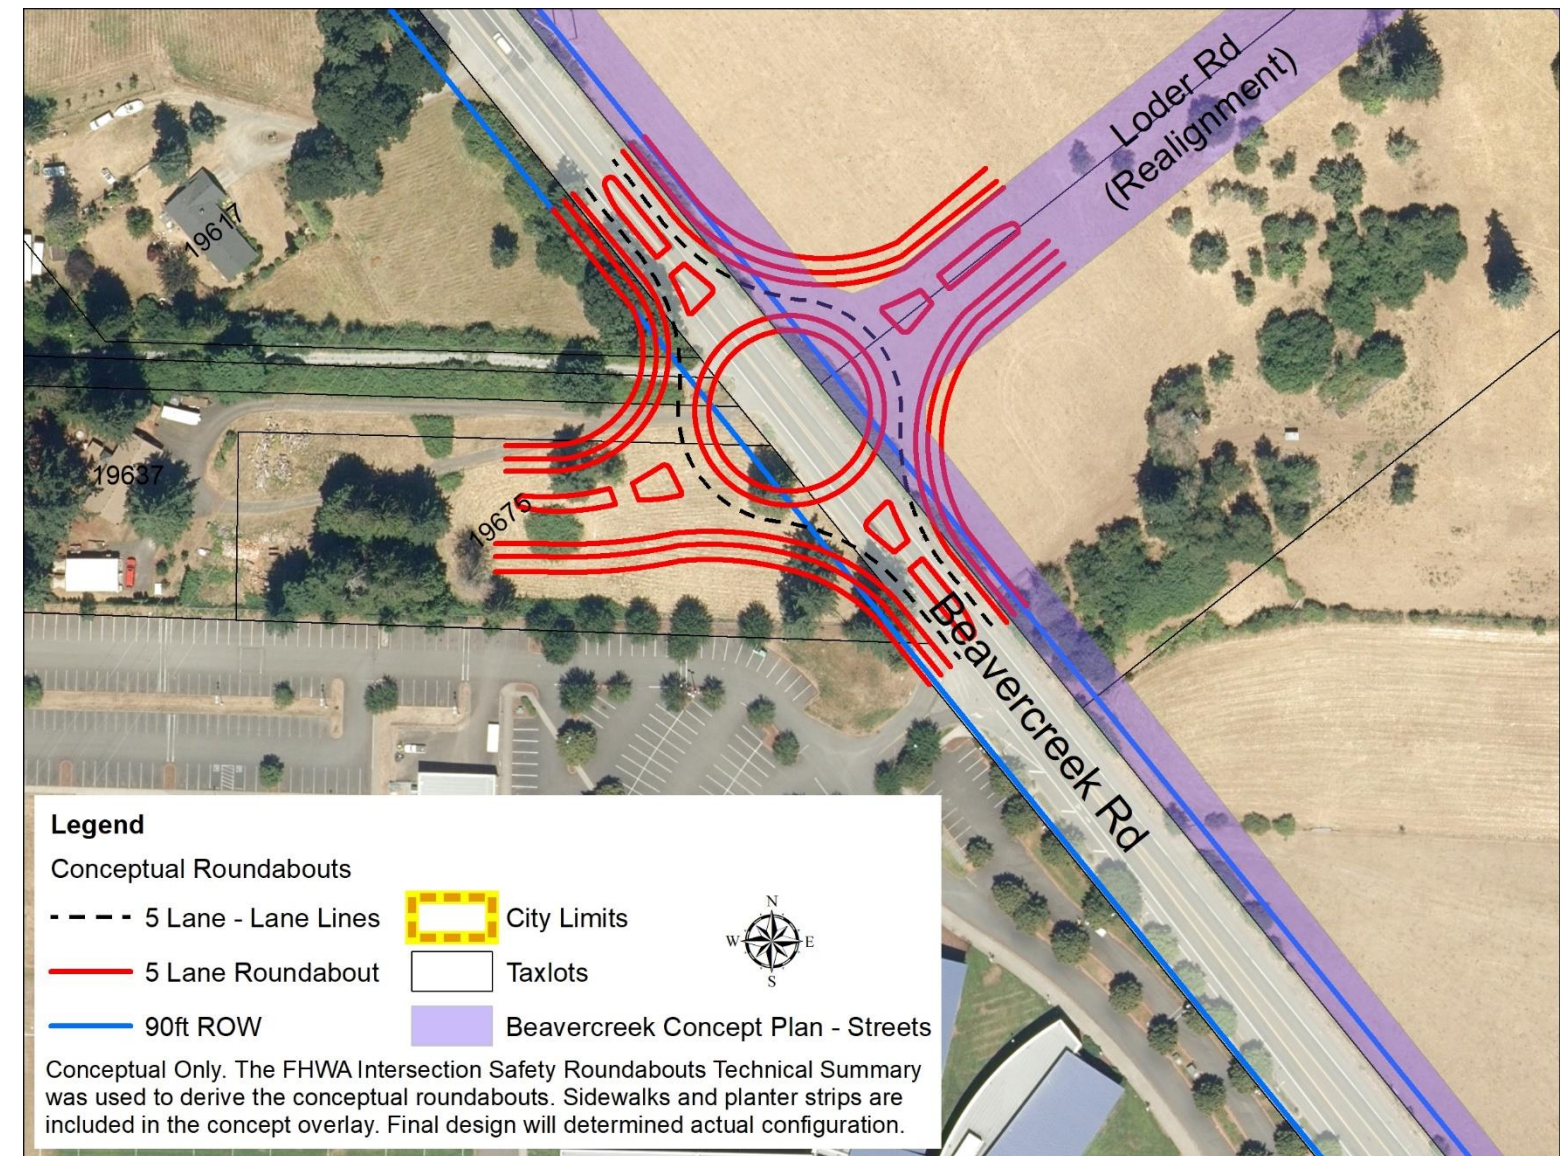 Loder Rd
(Realignment)
19617
19637
19675
Beavercreek Rd
Legend
Conceptual Roundabouts
5 Lane - Lane Lines
City Limits
5 Lane Roundabout
Taxlots
90ft ROW
Beavercreek Concept Plan - Streets
N
W
E
S
Conceptual Only. The FHWA Intersection Safety Roundabouts Technical Summary
was used to derive the conceptual roundabouts. Sidewalks and planter strips are
included in the concept overlay. Final design will determined actual configuration.